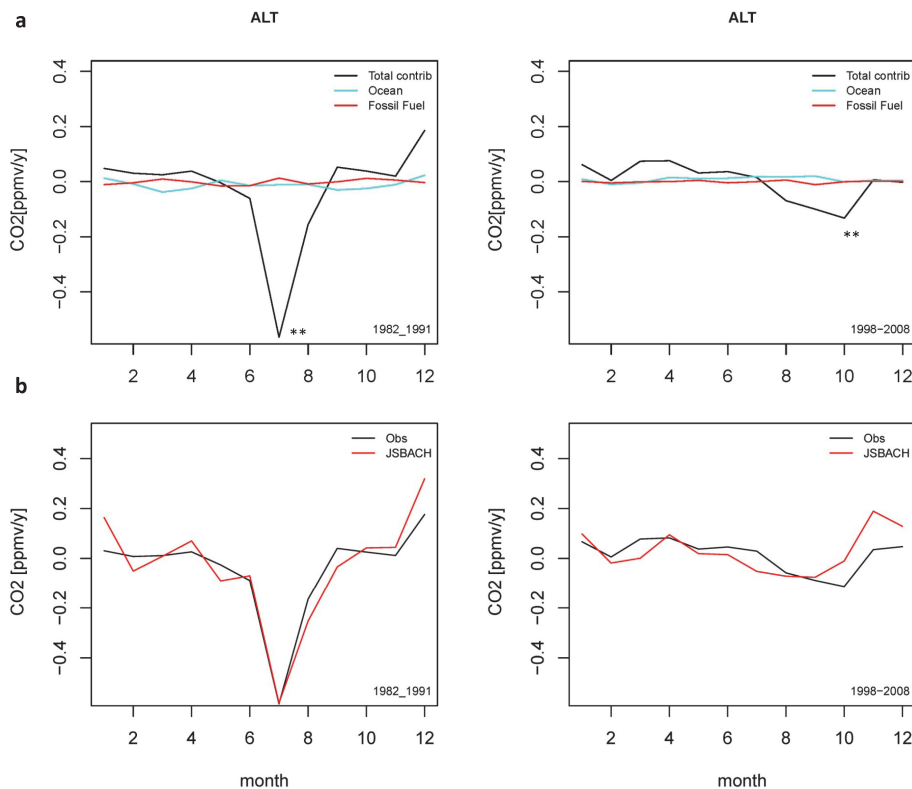 a
ALT
ALT
CO2[ppmv/y]
0.4
0.2
0.0
−0.2
−0.4
Total contrib
Ocean
Fossil Fuel
**
1982_1991
2 4 6 8 10 12
CO2[ppmv/y]
0.4
0.2
0.0
−0.2
−0.4
Total contrib
Ocean
Fossil Fuel
**
1998−2008
2 4 6 8 10 12
b
CO2 [ppmv/y]
0.4
0.2
0.0
−0.2
−0.4
Obs
JSBACH
1982_1991
2 4 6 8 10 12
month
CO2 [ppmv/y]
0.4
0.2
0.0
−0.2
−0.4
Obs
JSBACH
1998−2008
2 4 6 8 10 12
month